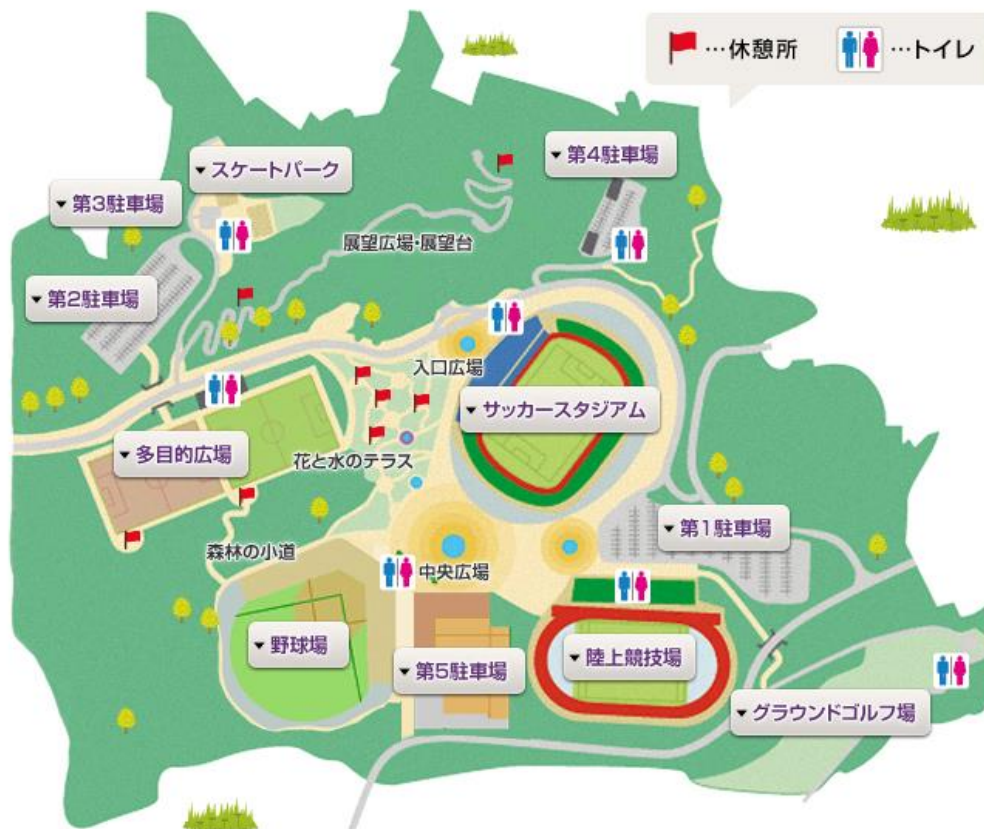 …休憩所
…トイレ
スケートパーク
第4駐車場
第3駐車場
展望広場・展望台
第2駐車場
入口広場
サッカースタジアム
多目的広場
花と水のテラス
第1駐車場
森林の小道
中央広場
野球場
第5駐車場
陸上競技場
グラウンドゴルフ場